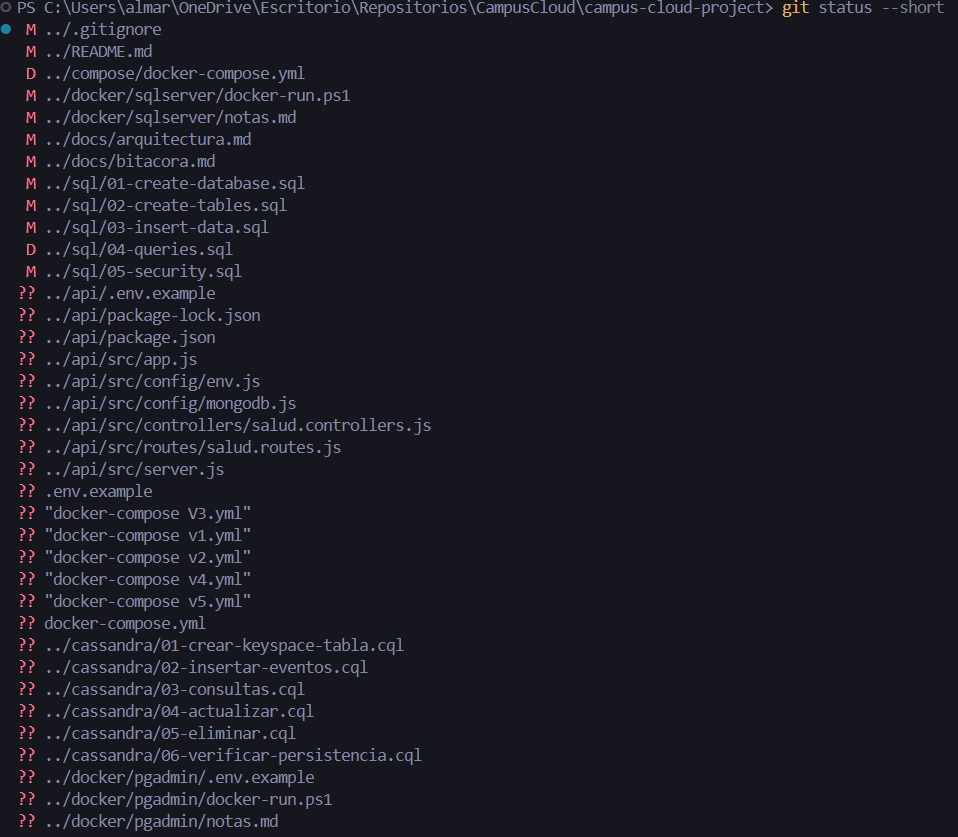 PS C:\Users\almar\OneDrive\Escritorio\Repositorios\CampusCloud\campus-cloud-project> git status --short
M ../.gitignore
M ../README.md
D ../compose/docker-compose.yml
M ../docker/sqlserver/docker-run.ps1
M ../docker/sqlserver/notas.md
M ../docs/arquitectura.md
M ../docs/bitacora.md
M ../sql/01-create-database.sql
M ../sql/02-create-tables.sql
M ../sql/03-insert-data.sql
D ../sql/04-queries.sql
M ../sql/05-security.sql
?? ../api/.env.example
?? ../api/package-lock.json
?? ../api/package.json
?? ../api/src/app.js
?? ../api/src/config/env.js
?? ../api/src/config/mongodb.js
?? ../api/src/controllers/salud.controllers.js
?? ../api/src/routes/salud.routes.js
?? ../api/src/server.js
?? .env.example
?? "docker-compose V3.yml"
?? "docker-compose v1.yml"
?? "docker-compose v2.yml"
?? "docker-compose v4.yml"
?? "docker-compose v5.yml"
?? docker-compose.yml
?? ../cassandra/01-crear-keyspace-tabla.cql
?? ../cassandra/02-insertar-eventos.cql
?? ../cassandra/03-consultas.cql
?? ../cassandra/04-actualizar.cql
?? ../cassandra/05-eliminar.cql
?? ../cassandra/06-verificar-persistencia.cql
?? ../docker/pgadmin/.env.example
?? ../docker/pgadmin/docker-run.ps1
?? ../docker/pgadmin/notas.md